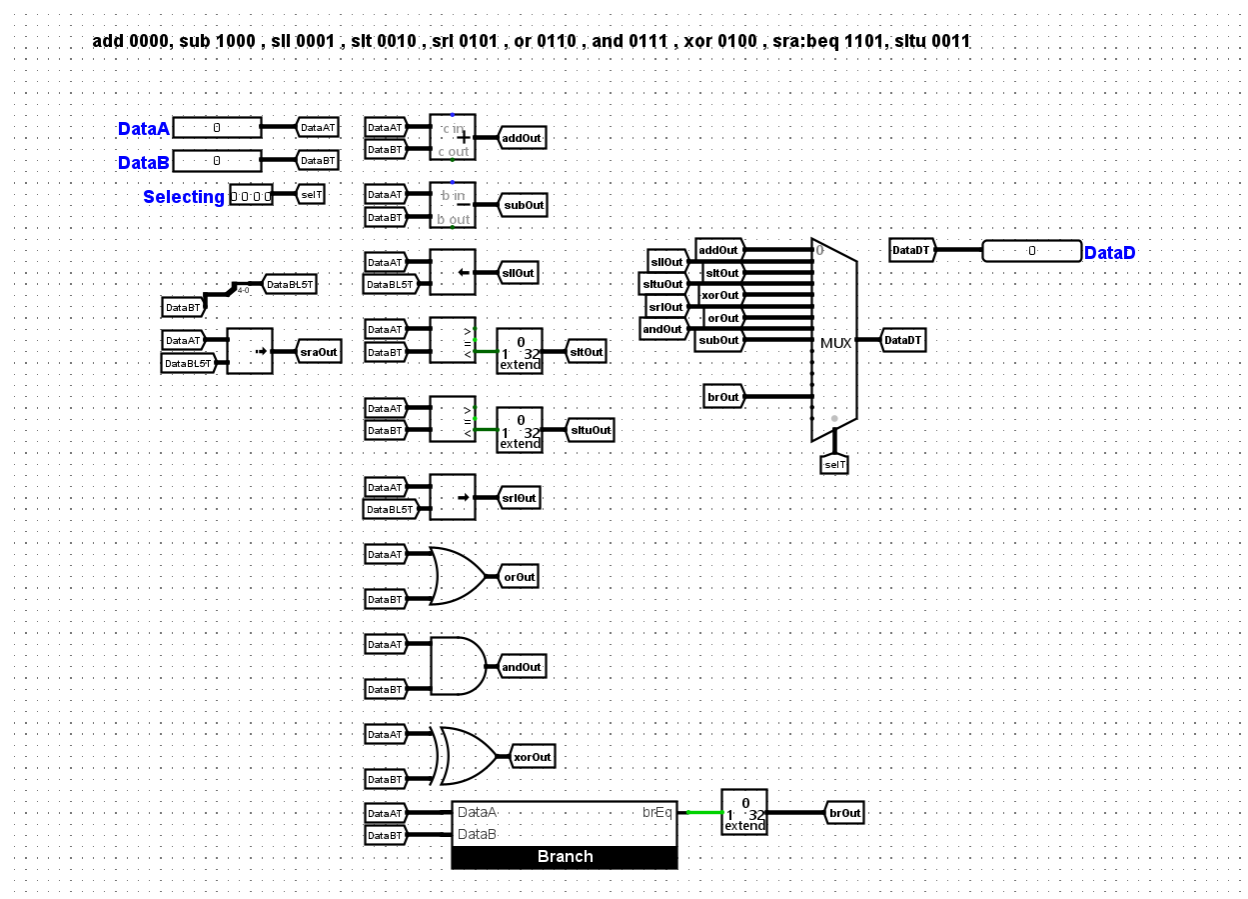 add 0000, sub 1000 , sll 0001 , slt 0010 , srl 0101 , or 0110 , and 0111 , xor 0100 , sra:beq 1101, sltu 0011
DataA 0 DataAT
DataB 0 DataBT
Selecting 0 0 0 0 selT
DataBT 4-0 DataBL5T
DataAT
DataBL5T
sraOut
DataAT
DataBT
c in
+
c out
addOut
DataAT
DataBT
b in
−
b out
subOut
DataAT
DataBL5T
←
sllOut
DataAT
DataBT
>
=
<
0
1 32
extend
sltOut
DataAT
DataBT
>
=
<
0
1 32
extend
sltuOut
DataAT
DataBL5T
→
srlOut
DataAT
DataBT
orOut
DataAT
DataBT
andOut
DataAT
DataBT
xorOut
DataAT
DataBT
DataA
DataB
brEq
Branch
0
1 32
extend
brOut
addOut
sllOut
sltOut
sltuOut
xorOut
srlOut
orOut
andOut
subOut
brOut
0
MUX
selT
DataDT
DataDT 0 DataD